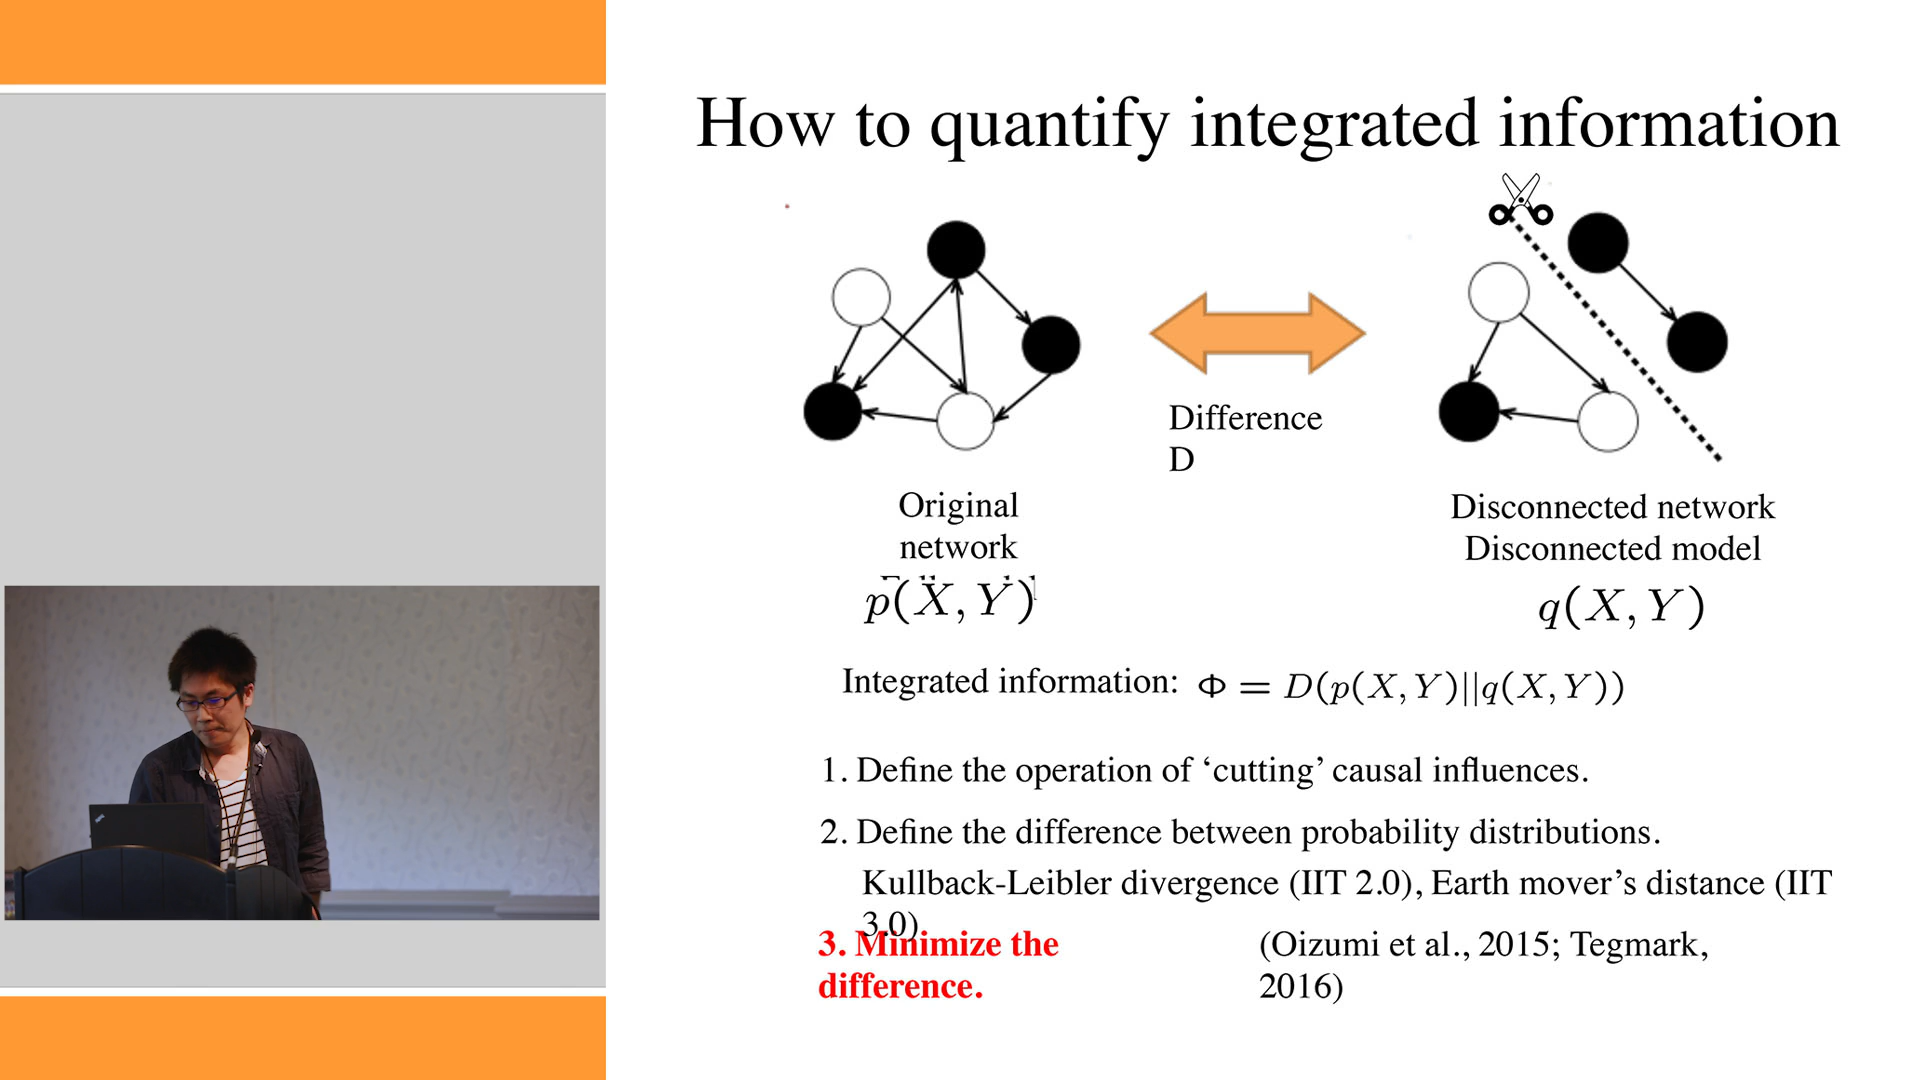 How to quantify integrated information
Difference
D
Original
network
Disconnected network
Disconnected model
p(X, Y)
q(X, Y)
Integrated information: Φ = D(p(X, Y)||q(X, Y))
1. Define the operation of ‘cutting’ causal influences.
2. Define the difference between probability distributions.
Kullback-Leibler divergence (IIT 2.0), Earth mover’s distance (IIT
3.0)
3. Minimize the
difference.
(Oizumi et al., 2015; Tegmark,
2016)